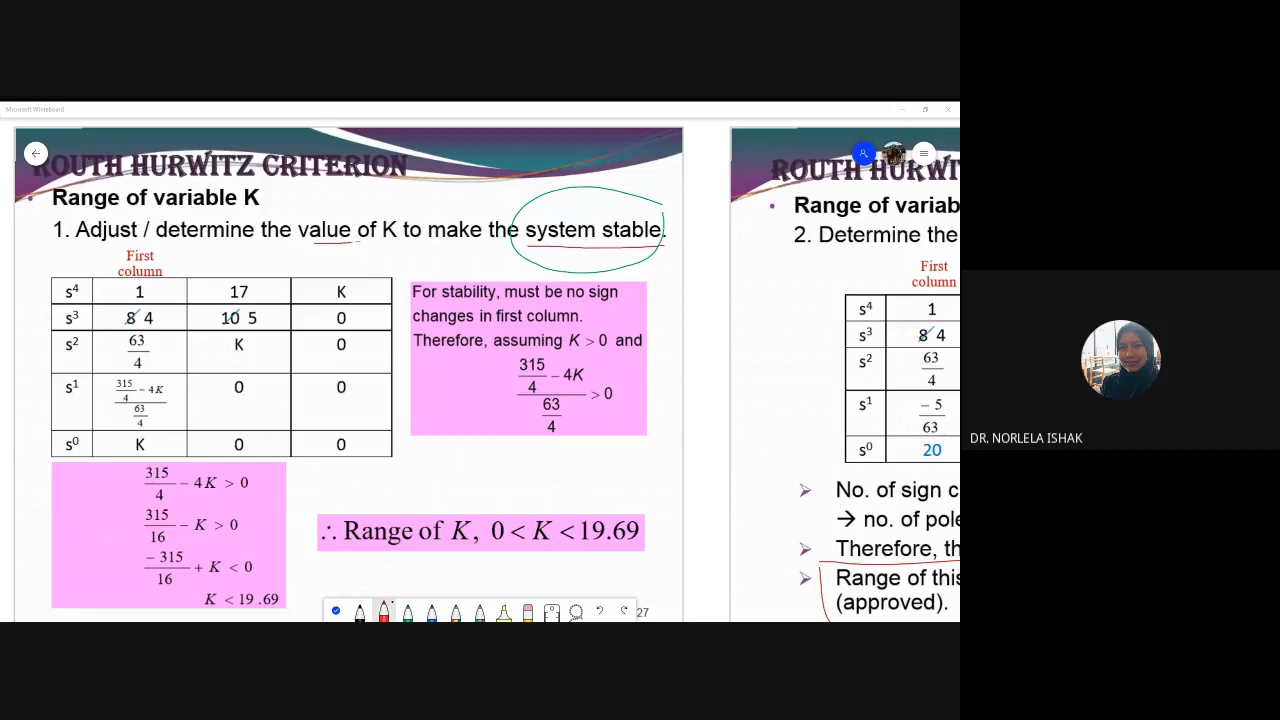 Microsoft Whiteboard
ROUTH HURWITZ CRITERION
• Range of variable K
1. Adjust / determine the value of K to make the system stable.
First
column
s⁴ 1 17 K
s³ 8 4 10 5 0
s² 63/4 K 0
s¹ (315/4 − 4K)/(63/4) 0 0
s⁰ K 0 0
For stability, must be no sign
changes in first column.
Therefore, assuming K > 0 and
(315/4 − 4K)/(63/4) > 0
315/4 − 4K > 0
315/16 − K > 0
−315/16 + K < 0
K < 19.69
∴ Range of K, 0 < K < 19.69
27
ROUTH HURWIT
• Range of variab
2. Determine the
First
column
s⁴ 1
s³ 8 4
s² 63/4
s¹ −5/63
s⁰ 20
No. of sign c
→ no. of pole
Therefore, th
Range of this
(approved).
DR. NORLELA ISHAK